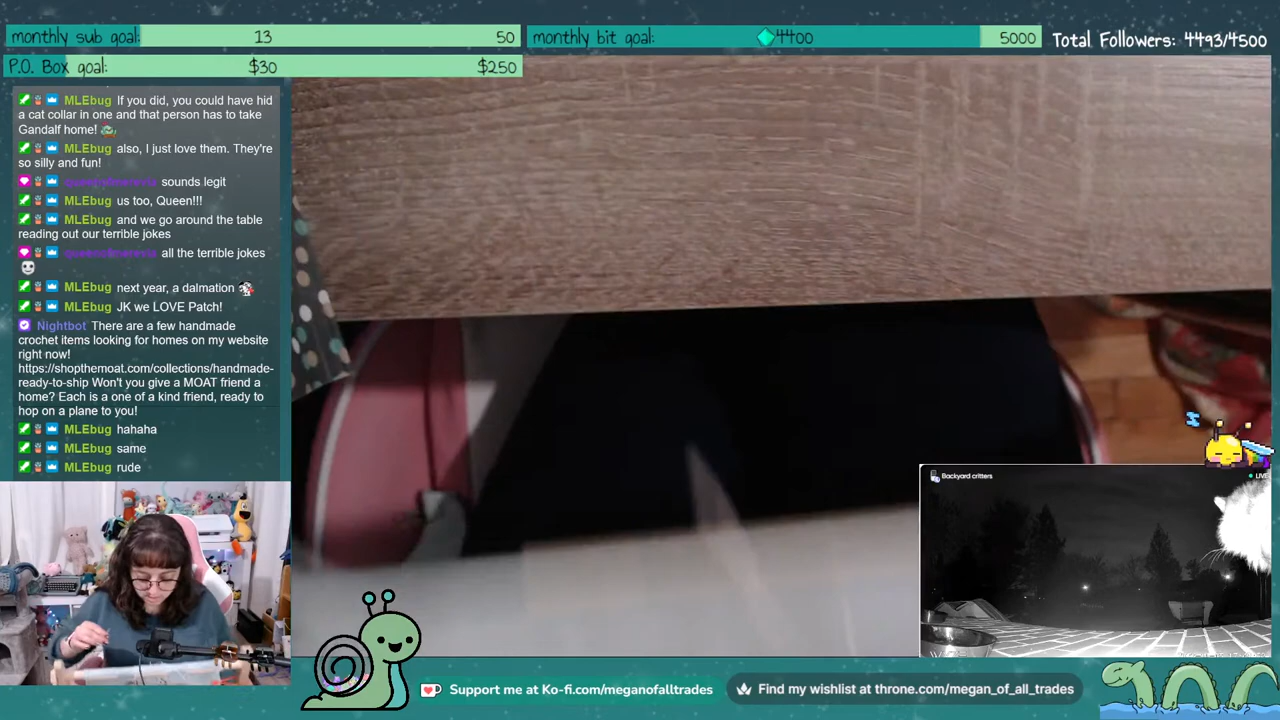 monthly sub goal: 13 50
monthly bit goal: 4400 5000
Total Followers: 4493/4500
P.O. Box goal: $30 $250
MLEbug If you did, you could have hid
a cat collar in one and that person has to take
Gandalf home!
MLEbug also, I just love them. They're
so silly and fun!
sounds legit
MLEbug us too, Queen!!!
MLEbug and we go around the table
reading out our terrible jokes
all the terrible jokes
MLEbug next year, a dalmation
MLEbug JK we LOVE Patch!
Nightbot There are a few handmade
crochet items looking for homes on my website
right now!
https://shopthemoat.com/collections/handmade-
ready-to-ship Won't you give a MOAT friend a
home? Each is a one of a kind friend, ready to
hop on a plane to you!
MLEbug hahaha
MLEbug same
MLEbug rude
Backyard critters
LIVE
Support me at Ko-fi.com/meganofalltrades
Find my wishlist at throne.com/megan_of_all_trades